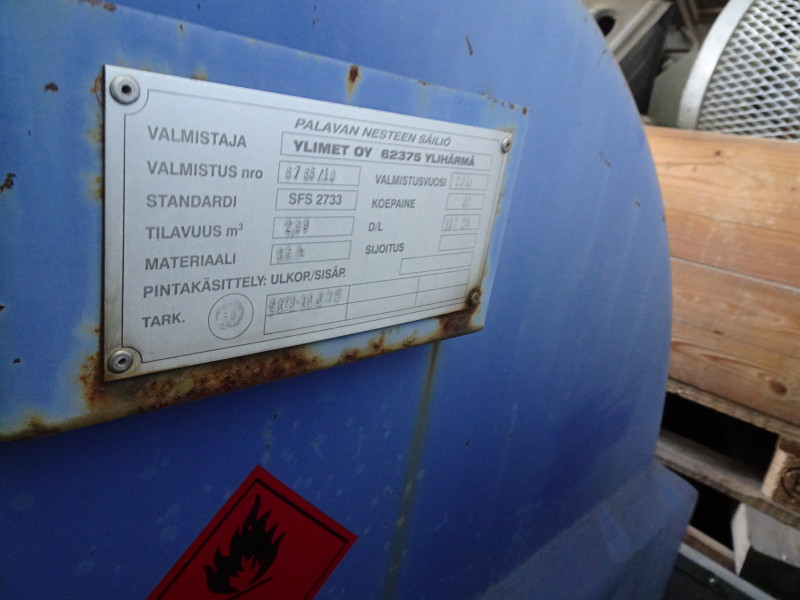 PALAVAN NESTEEN SÄILIÖ
VALMISTAJA YLIMET OY 62375 YLIHÄRMÄ
VALMISTUS nro VALMISTUSVUOSI
STANDARDI SFS 2733 KOEPAINE
TILAVUUS m³ D/L
MATERIAALI SIJOITUS
PINTAKÄSITTELY: ULKOP./SISÄP.
TARK.